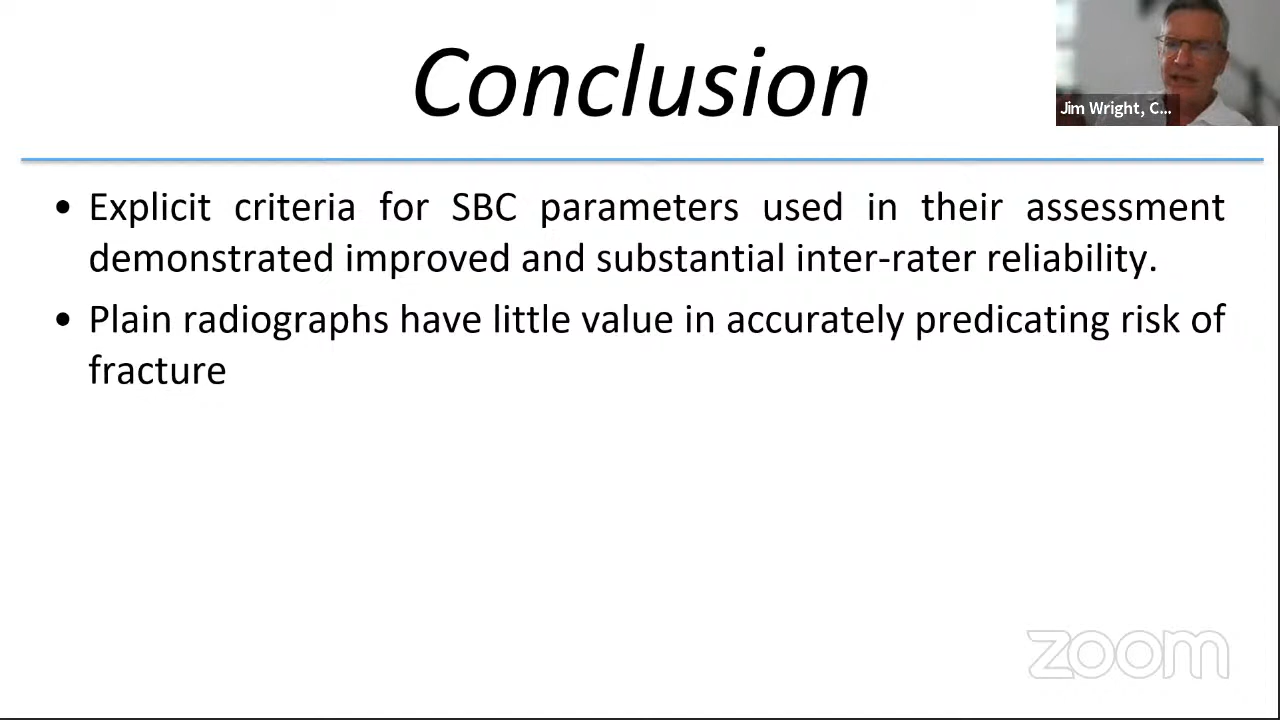 Conclusion
Jim Wright, C...
• Explicit criteria for SBC parameters used in their assessment
demonstrated improved and substantial inter-rater reliability.
• Plain radiographs have little value in accurately predicating risk of
fracture
zoom